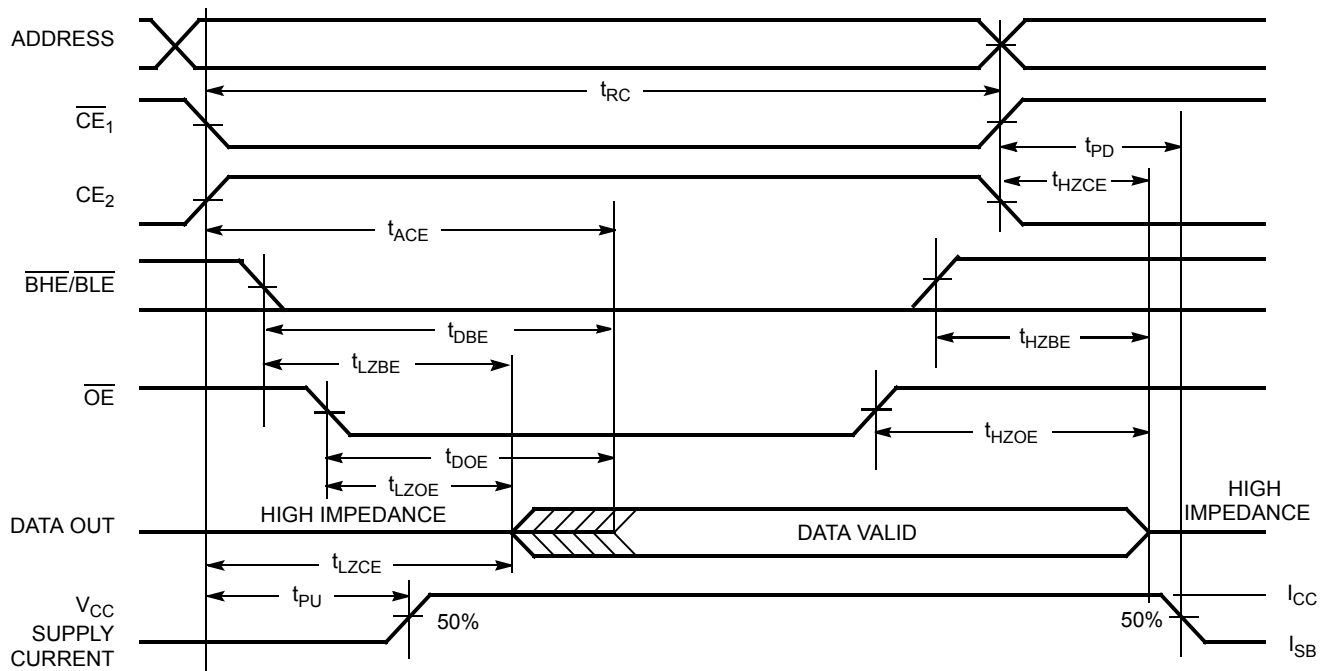 ADDRESS
tRC
CE1
tPD
tHZCE
CE2
tACE
BHE/BLE
tDBE
tHZBE
tLZBE
OE
tHZOE
tDOE
tLZOE
HIGH IMPEDANCE
HIGH
IMPEDANCE
DATA OUT
DATA VALID
tLZCE
tPU
VCC
SUPPLY
CURRENT
50%
50%
ICC
ISB